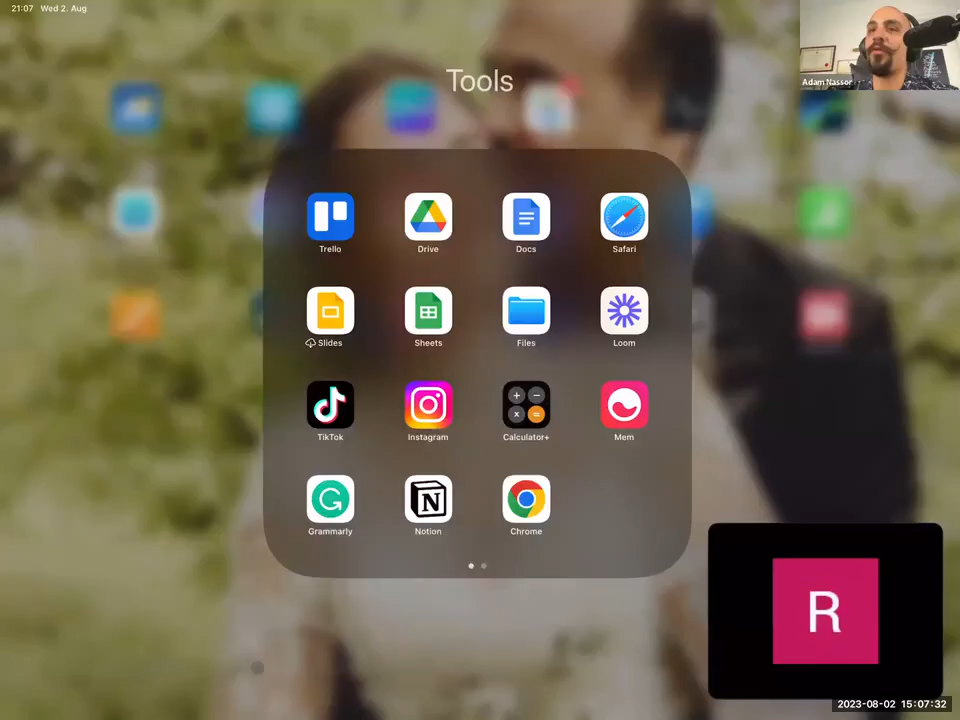 21:07 Wed 2. Aug
Adam Nassor
Tools
Trello
Drive
Docs
Safari
Slides
Sheets
Files
Loom
TikTok
Instagram
Calculator+
Mem
Grammarly
Notion
Chrome
R
2023-08-02 15:07:32